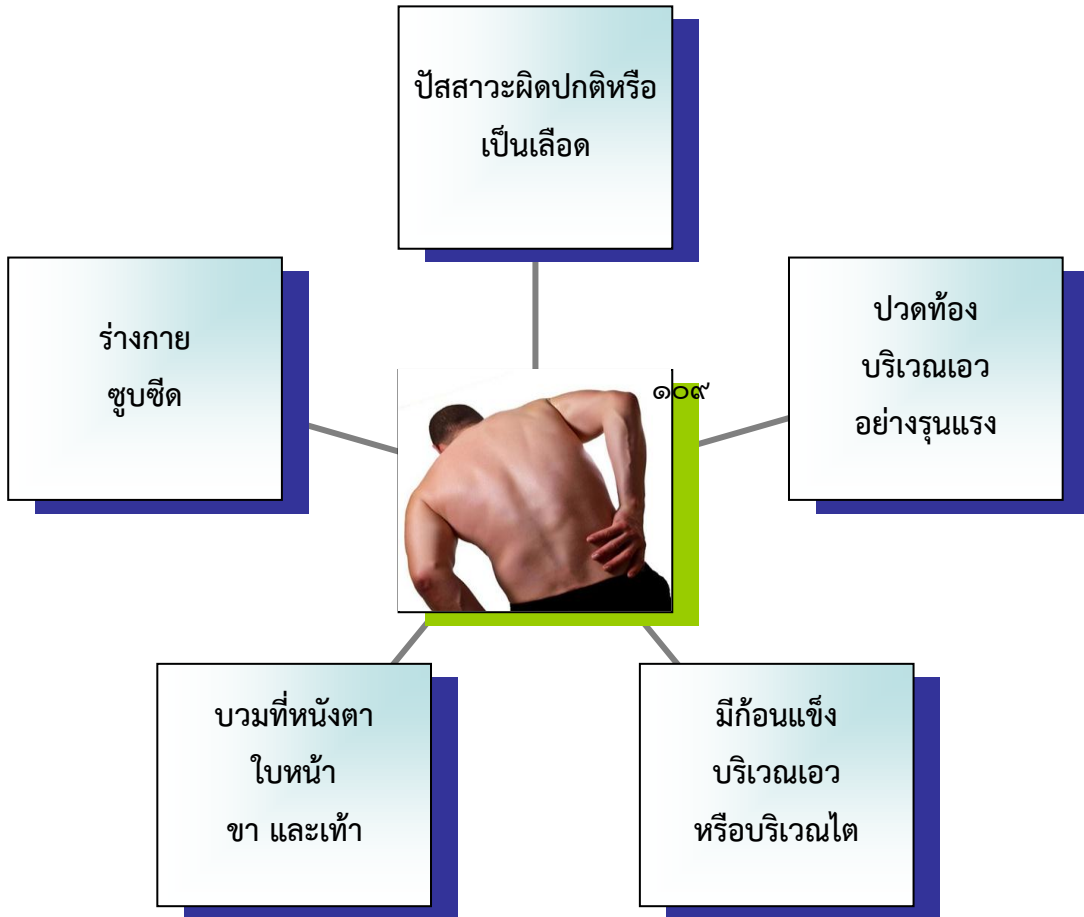 ปัสสาวะผิดปกติหรือ
เป็นเลือด
ร่างกาย
ซูบซีด
ปวดท้อง
บริเวณเอว
อย่างรุนแรง
๑๐๙
บวมที่หนังตา
ใบหน้า
ขา และเท้า
มีก้อนแข็ง
บริเวณเอว
หรือบริเวณไต